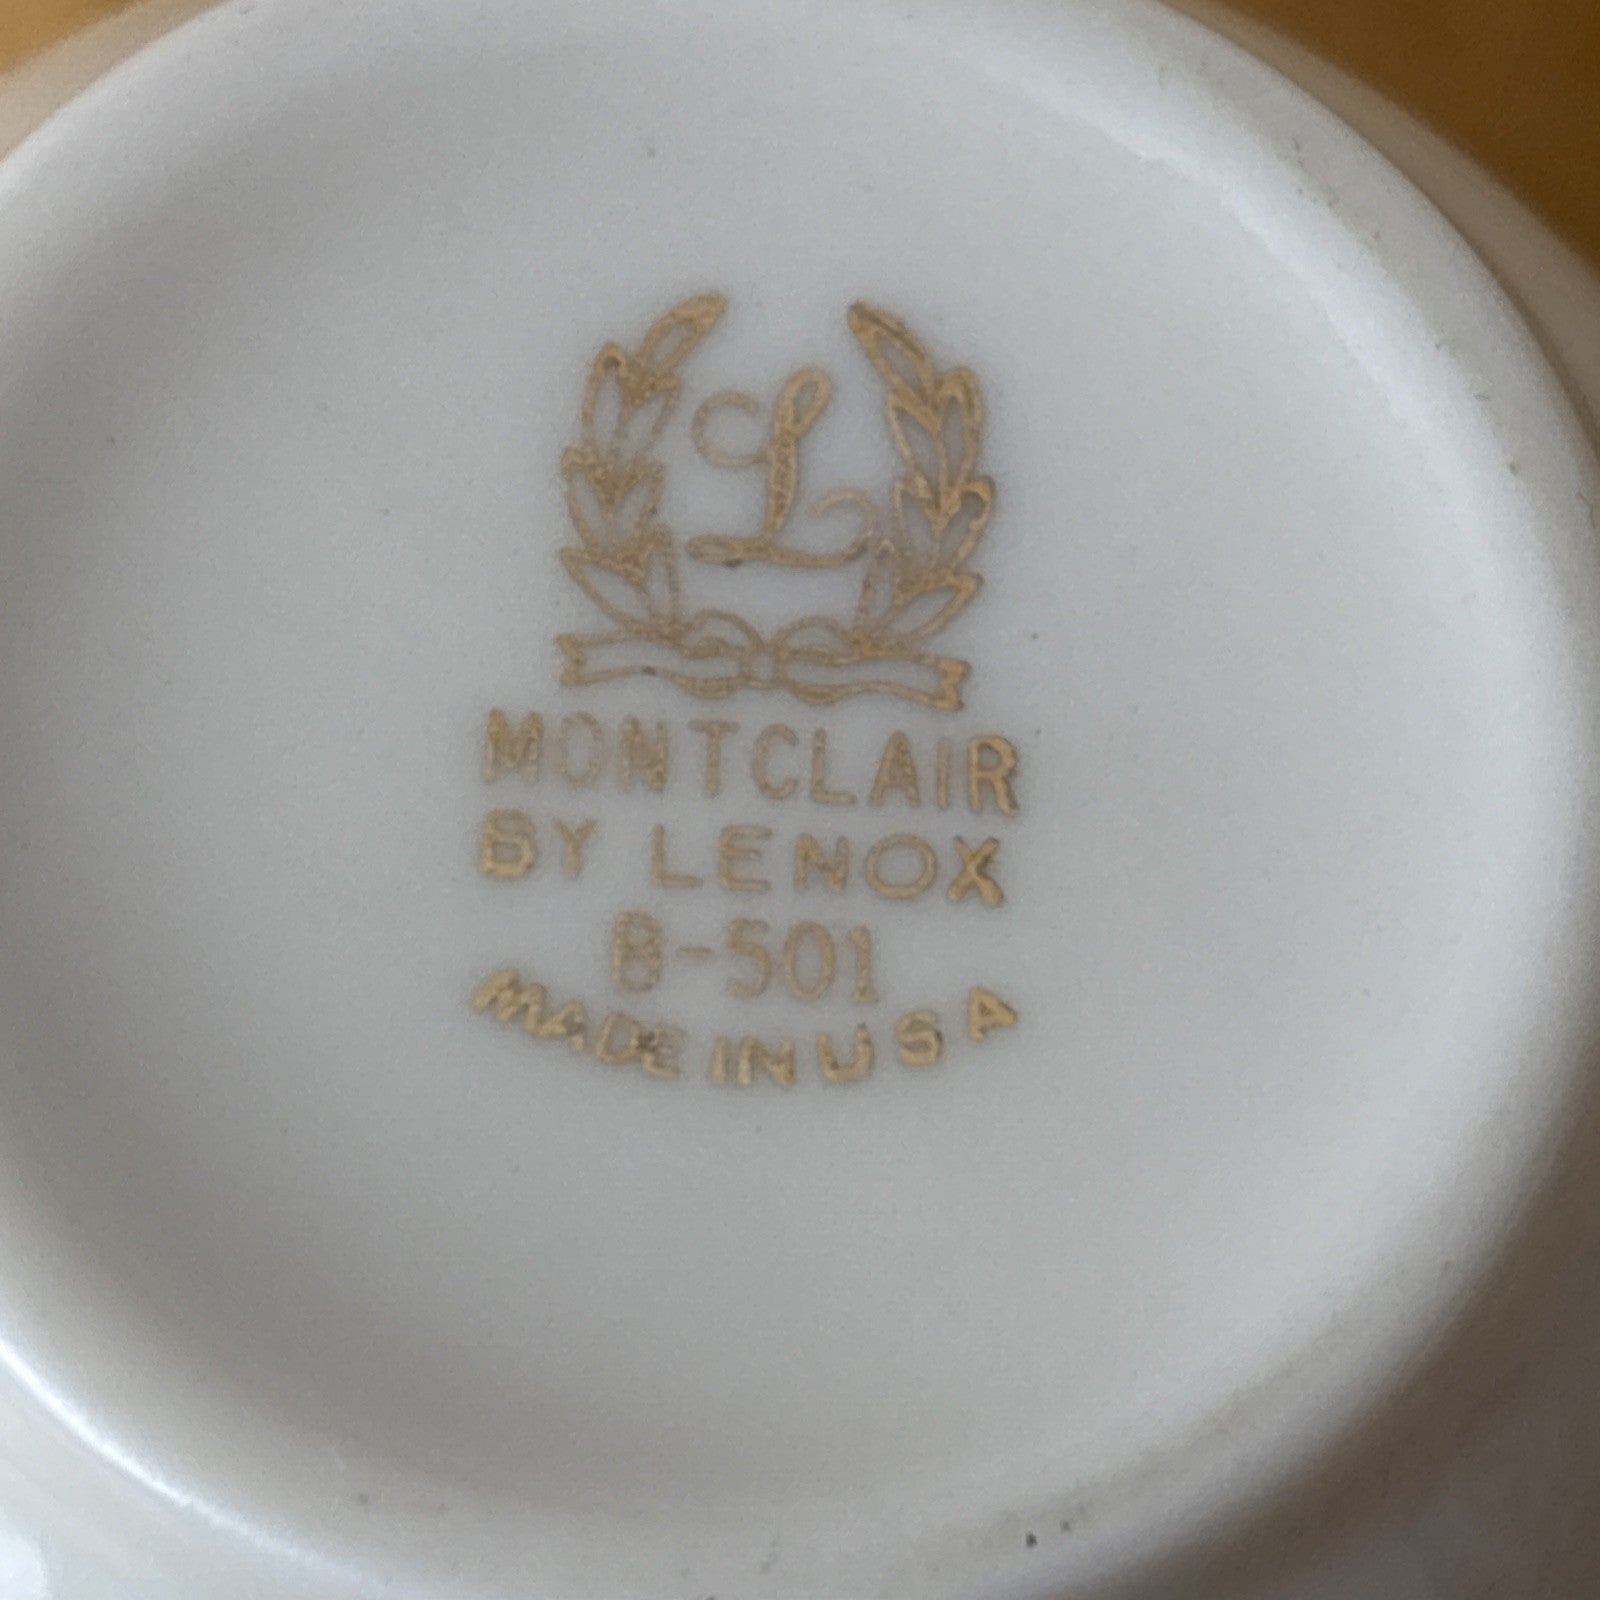 L
MONTCLAIR
BY LENOX
B-501
MADE IN USA